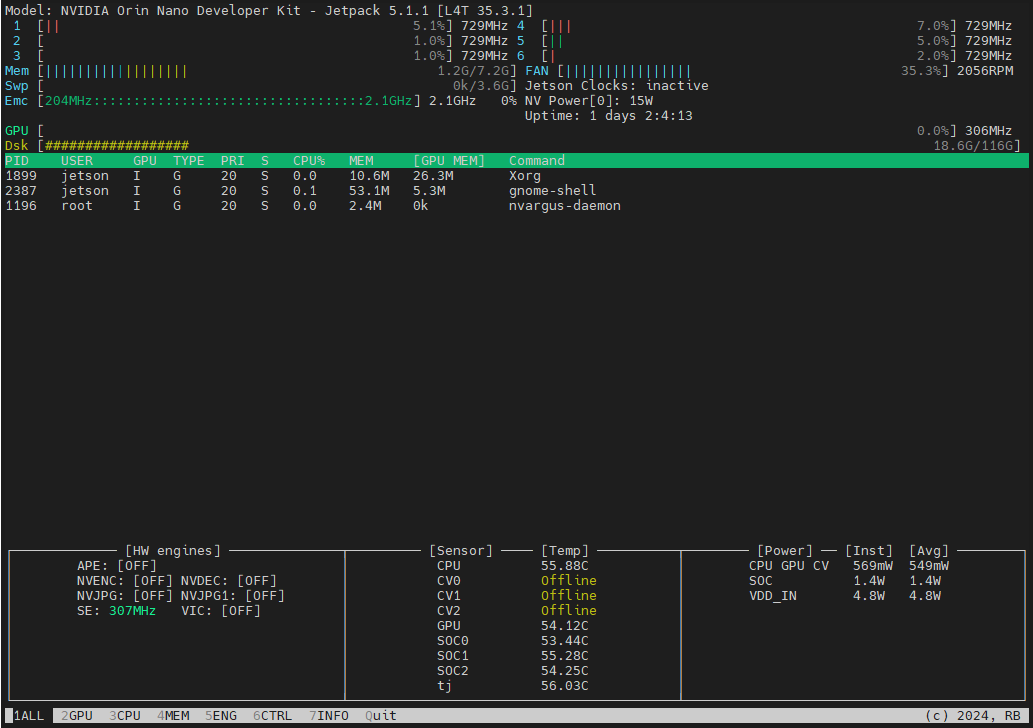 Model: NVIDIA Orin Nano Developer Kit - Jetpack 5.1.1 [L4T 35.3.1]
1 [|| 5.1%] 729MHz 4 [||| 7.0%] 729MHz
2 [ 1.0%] 729MHz 5 [|| 5.0%] 729MHz
3 [ 1.0%] 729MHz 6 [| 2.0%] 729MHz
Mem [|||||||||||||||||| 1.2G/7.2G] FAN [|||||||||||||||| 35.3%] 2056RPM
Swp [ 0k/3.6G] Jetson Clocks: inactive
Emc [204MHz::::::::::::::::::::::::::::::::::2.1GHz] 2.1GHz 0% NV Power[0]: 15W
Uptime: 1 days 2:4:13
GPU [ 0.0%] 306MHz
Dsk [################## 18.6G/116G]
PID USER GPU TYPE PRI S CPU% MEM [GPU MEM] Command
1899 jetson I G 20 S 0.0 10.6M 26.3M Xorg
2387 jetson I G 20 S 0.1 53.1M 5.3M gnome-shell
1196 root I G 20 S 0.0 2.4M 0k nvargus-daemon
[HW engines]
APE: [OFF]
NVENC: [OFF] NVDEC: [OFF]
NVJPG: [OFF] NVJPG1: [OFF]
SE: 307MHz VIC: [OFF]
[Sensor] [Temp]
CPU 55.88C
CV0 Offline
CV1 Offline
CV2 Offline
GPU 54.12C
SOC0 53.44C
SOC1 55.28C
SOC2 54.25C
tj 56.03C
[Power] [Inst] [Avg]
CPU GPU CV 569mW 549mW
SOC 1.4W 1.4W
VDD_IN 4.8W 4.8W
1ALL 2GPU 3CPU 4MEM 5ENG 6CTRL 7INFO Quit (c) 2024, RB